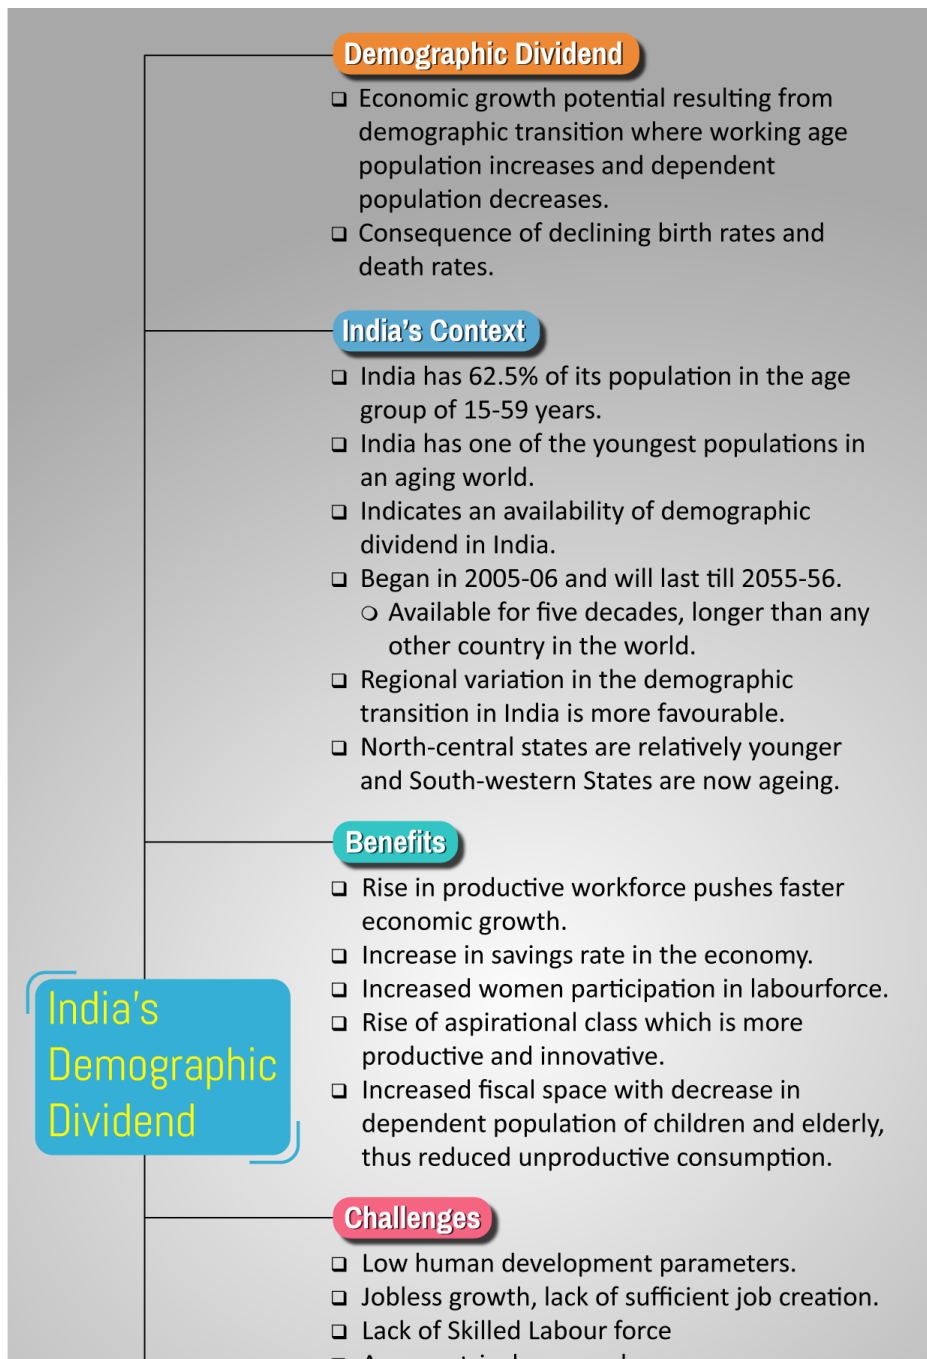 Demographic Dividend
❑ Economic growth potential resulting from
demographic transition where working age
population increases and dependent
population decreases.
❑ Consequence of declining birth rates and
death rates.
India's Context
❑ India has 62.5% of its population in the age
group of 15-59 years.
❑ India has one of the youngest populations in
an aging world.
❑ Indicates an availability of demographic
dividend in India.
❑ Began in 2005-06 and will last till 2055-56.
❍ Available for five decades, longer than any
other country in the world.
❑ Regional variation in the demographic
transition in India is more favourable.
❑ North-central states are relatively younger
and South-western States are now ageing.
Benefits
❑ Rise in productive workforce pushes faster
economic growth.
❑ Increase in savings rate in the economy.
❑ Increased women participation in labourforce.
❑ Rise of aspirational class which is more
productive and innovative.
❑ Increased fiscal space with decrease in
dependent population of children and elderly,
thus reduced unproductive consumption.
India's
Demographic
Dividend
Challenges
❑ Low human development parameters.
❑ Jobless growth, lack of sufficient job creation.
❑ Lack of Skilled Labour force